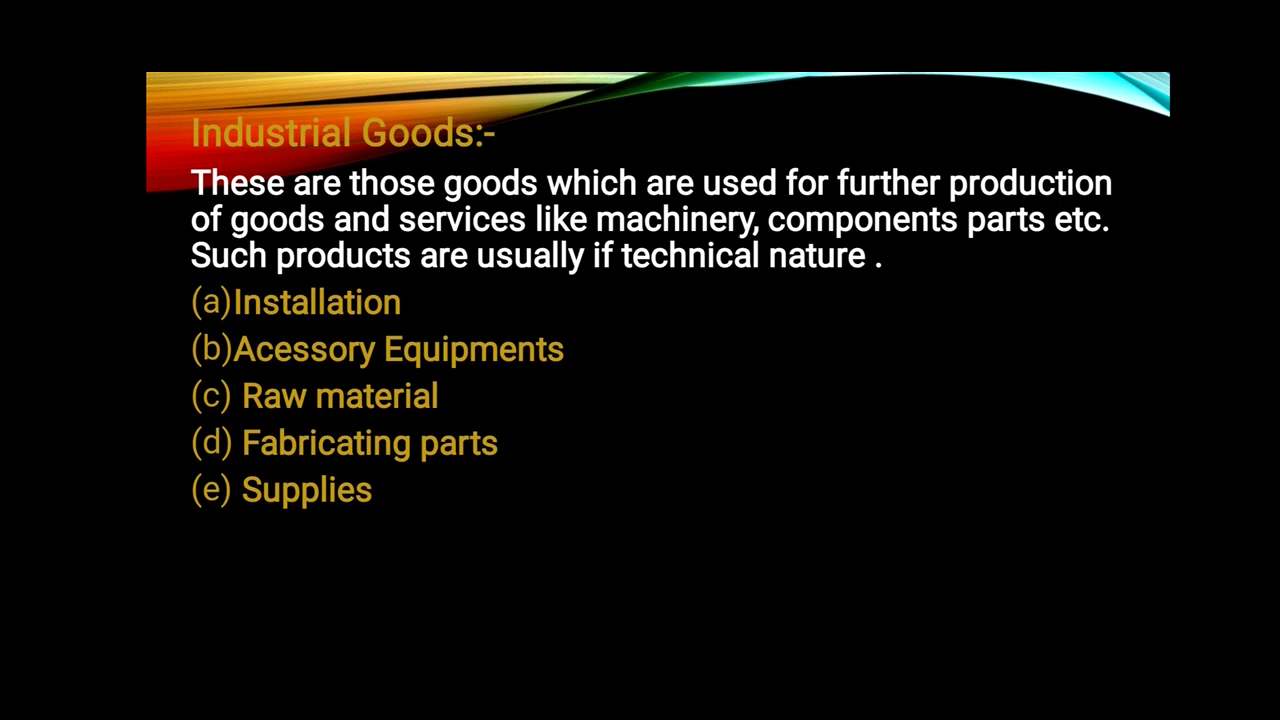 Industrial Goods:-
These are those goods which are used for further production
of goods and services like machinery, components parts etc.
Such products are usually if technical nature .
(a)Installation
(b)Acessory Equipments
(c) Raw material
(d) Fabricating parts
(e) Supplies